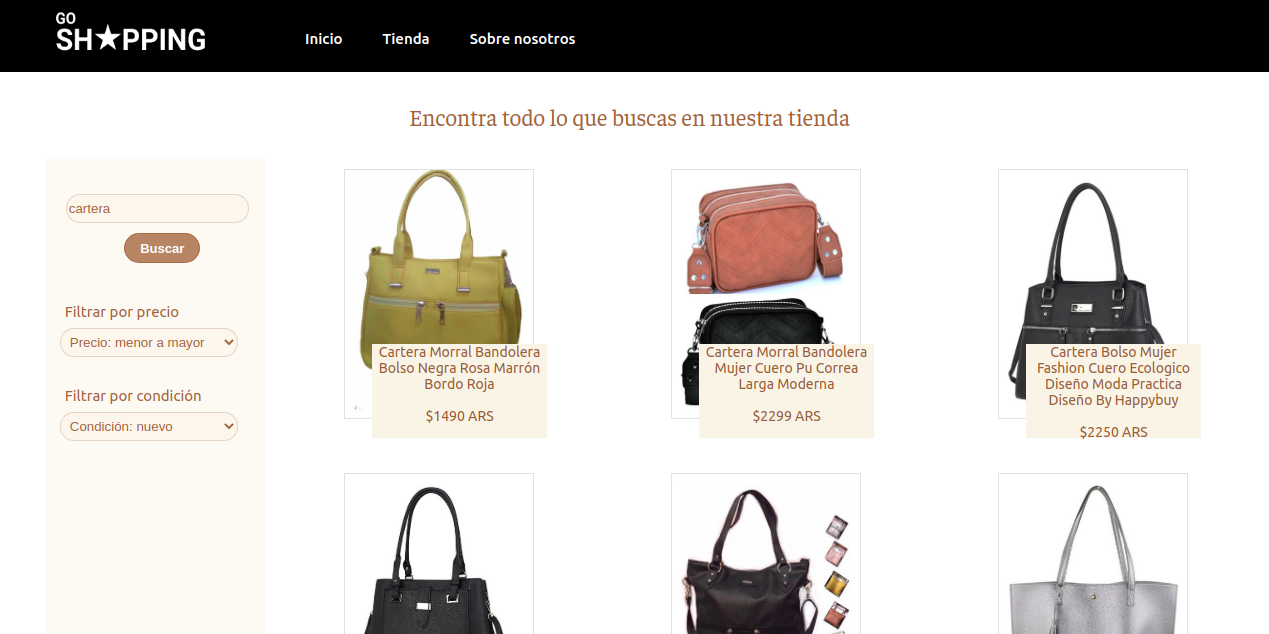 GO
SH★PPING
Inicio
Tienda
Sobre nosotros
Encontra todo lo que buscas en nuestra tienda
cartera
Buscar
Filtrar por precio
Precio: menor a mayor
Filtrar por condición
Condición: nuevo
Cartera Morral Bandolera
Bolso Negra Rosa Marrón
Bordo Roja
$1490 ARS
Cartera Morral Bandolera
Mujer Cuero Pu Correa
Larga Moderna
$2299 ARS
Cartera Bolso Mujer
Fashion Cuero Ecologico
Diseño Moda Practica
Diseño By Happybuy
$2250 ARS